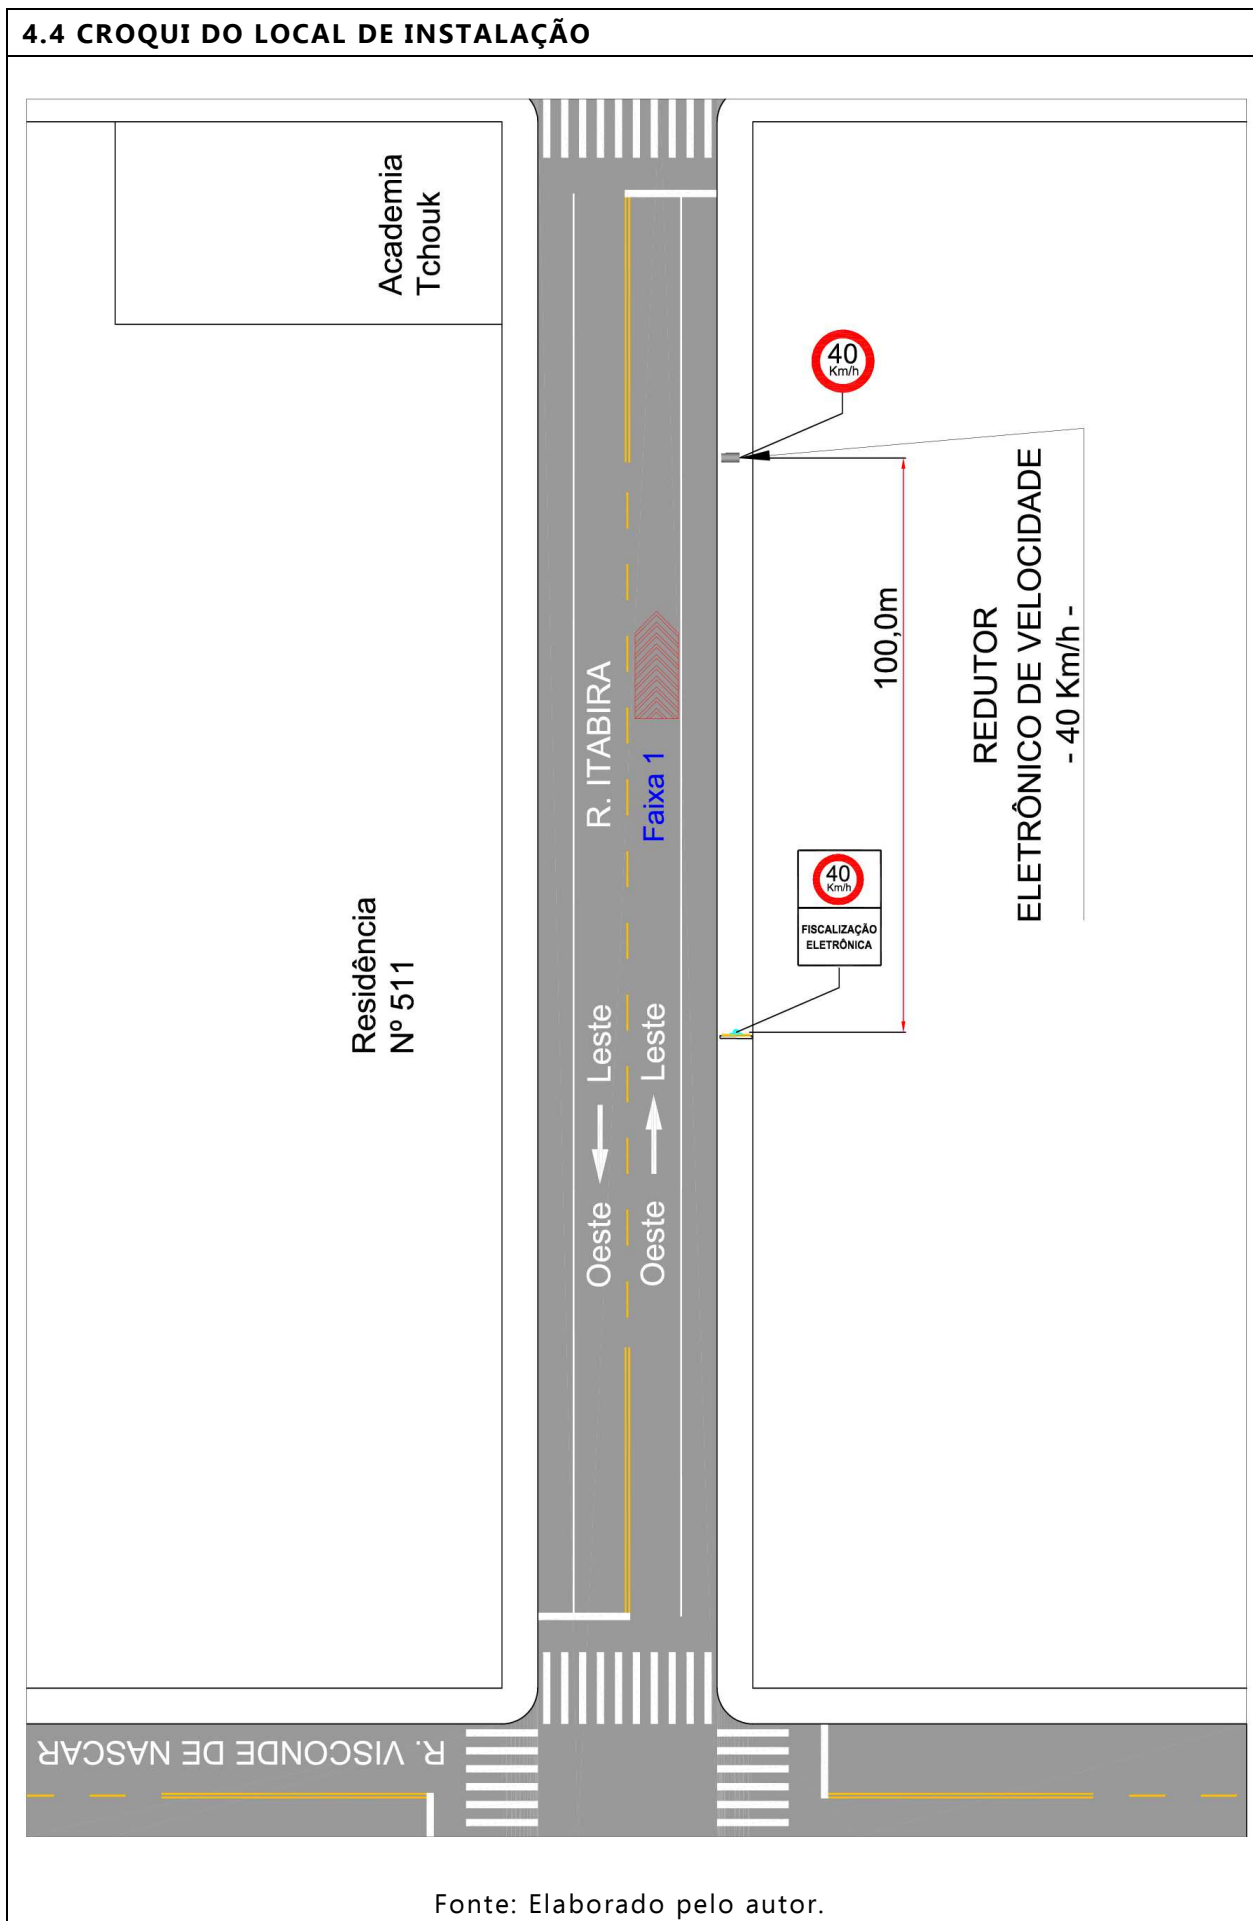 4.4 CROQUI DO LOCAL DE INSTALAÇÃO
Academia
Tchouk
40
Km/h
REDUTOR
ELETRÔNICO DE VELOCIDADE
- 40 Km/h -
100,0m
R. ITABIRA
Faixa 1
40
Km/h
FISCALIZAÇÃO
ELETRÔNICA
Residência
Nº 511
Oeste Leste
Oeste Leste
R. VISCONDE DE NASCAR
Fonte: Elaborado pelo autor.